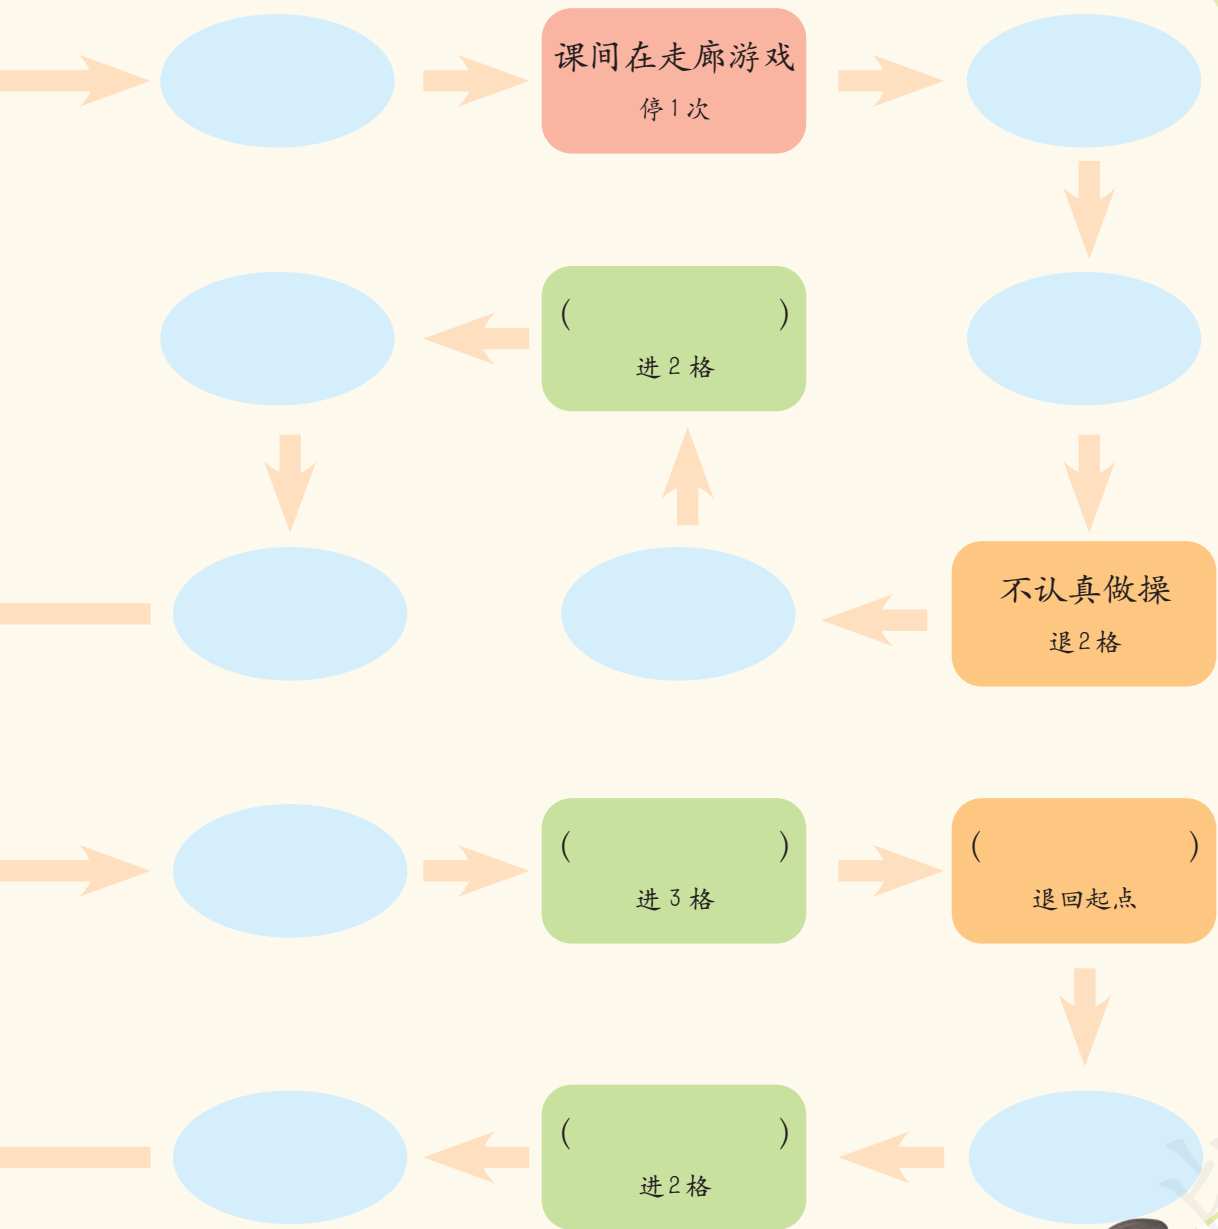 课间在走廊游戏
停1次
(                    )
进2格
不认真做操
退2格
(                    )
进3格
(                    )
退回起点
(                    )
进2格